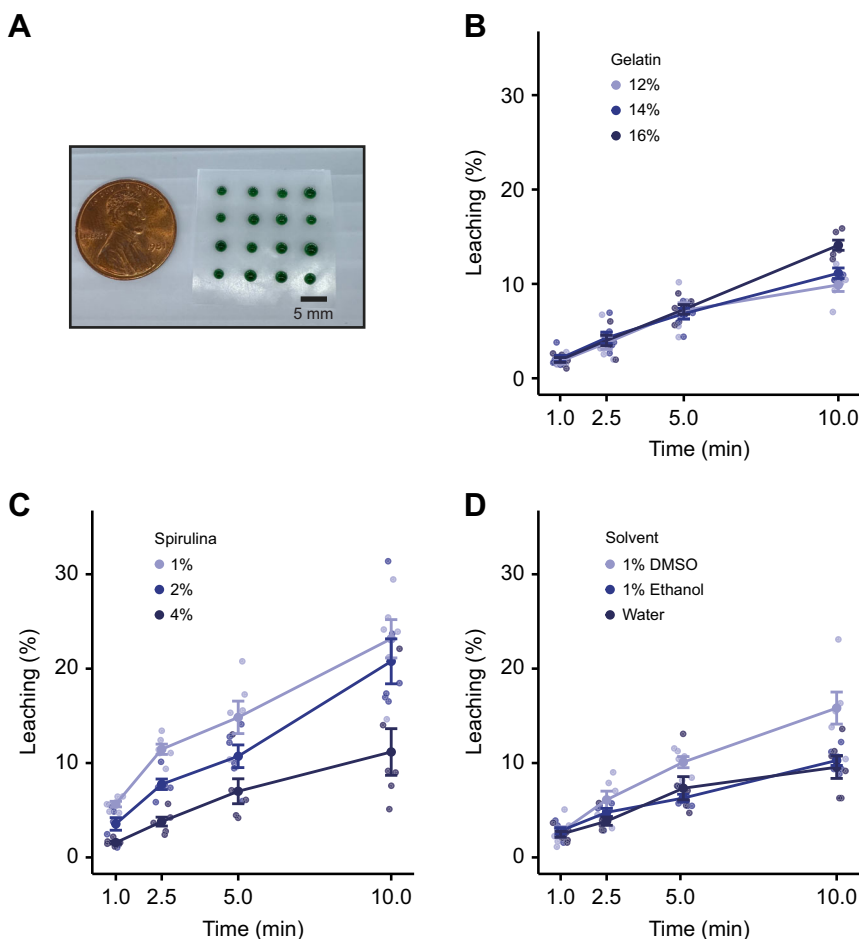 A
5 mm
B
Gelatin
12%
14%
16%
Leaching (%)
30
20
10
0
1.0 2.5 5.0 10.0
Time (min)
C
Spirulina
1%
2%
4%
Leaching (%)
30
20
10
0
1.0 2.5 5.0 10.0
Time (min)
D
Solvent
1% DMSO
1% Ethanol
Water
Leaching (%)
30
20
10
0
1.0 2.5 5.0 10.0
Time (min)